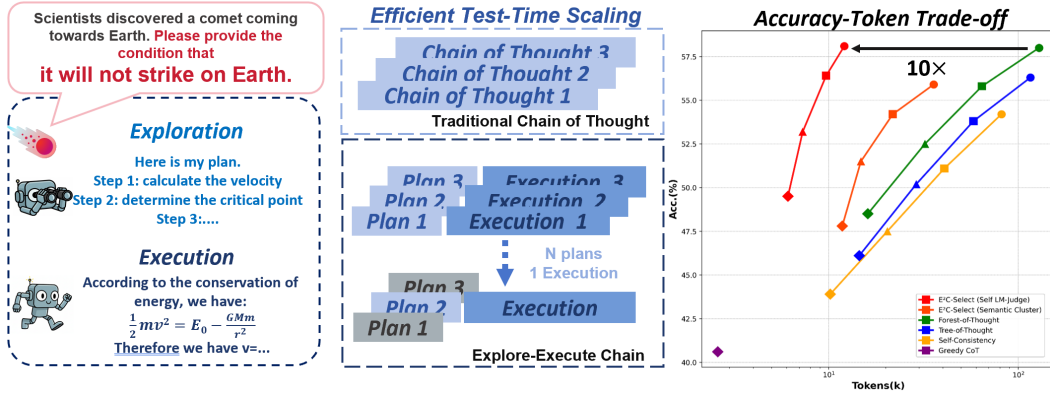 Scientists discovered a comet coming
towards Earth. Please provide the
condition that
it will not strike on Earth.
Exploration
Here is my plan.
Step 1: calculate the velocity
Step 2: determine the critical point
Step 3:....
Execution
According to the conservation of
energy, we have:
1/2 mv² = E₀ − GMm/r²
Therefore we have v=...
Efficient Test-Time Scaling
Chain of Thought 3
Chain of Thought 2
Chain of Thought 1
Traditional Chain of Thought
Plan 3 Execution 3
Plan 2 Execution 2
Plan 1 Execution 1
N plans
1 Execution
Plan 3
Plan 2 Execution
Plan 1
Explore-Execute Chain
Accuracy-Token Trade-off
10×
Acc.(%)
57.5
55.0
52.5
50.0
47.5
45.0
42.5
40.0
E²C-Select (Self LM-Judge)
E²C-Select (Semantic Cluster)
Forest-of-Thought
Tree-of-Thought
Self-Consistency
Greedy CoT
10¹ 10²
Tokens(k)